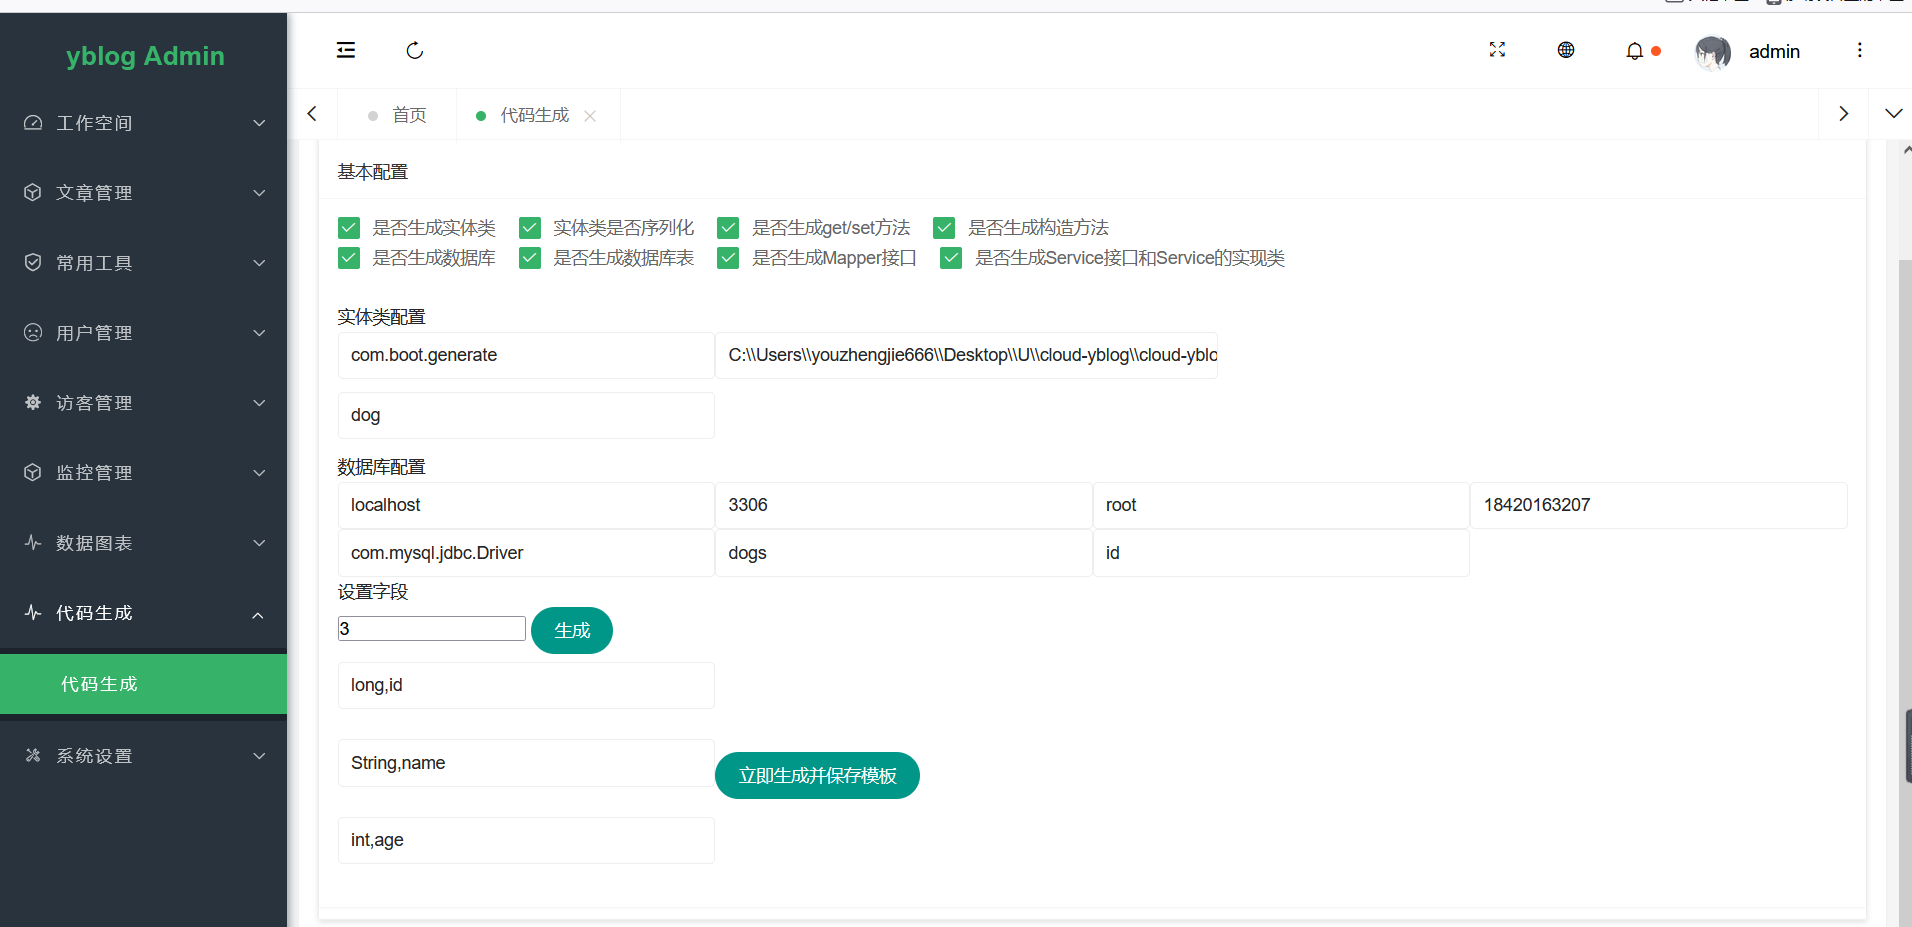 yblog Admin
工作空间
文章管理
常用工具
用户管理
访客管理
监控管理
数据图表
代码生成
代码生成
系统设置
admin
首页
代码生成
基本配置
是否生成实体类 实体类是否序列化 是否生成get/set方法 是否生成构造方法
是否生成数据库 是否生成数据库表 是否生成Mapper接口 是否生成Service接口和Service的实现类
实体类配置
com.boot.generate C:\\Users\\youzhengjie666\\Desktop\\U\\cloud-yblog\\cloud-yblo
dog
数据库配置
localhost 3306 root 18420163207
com.mysql.jdbc.Driver dogs id
设置字段
3 生成
long,id
String,name
立即生成并保存模板
int,age